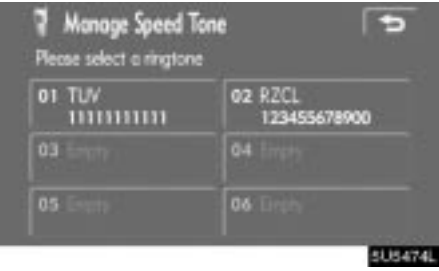 Manage Speed Tone
Please select a ringtone
01 TUV
11111111111
02 RZCL
123455678900
03 Empty
04 Empty
05 Empty
06 Empty
5U5474L